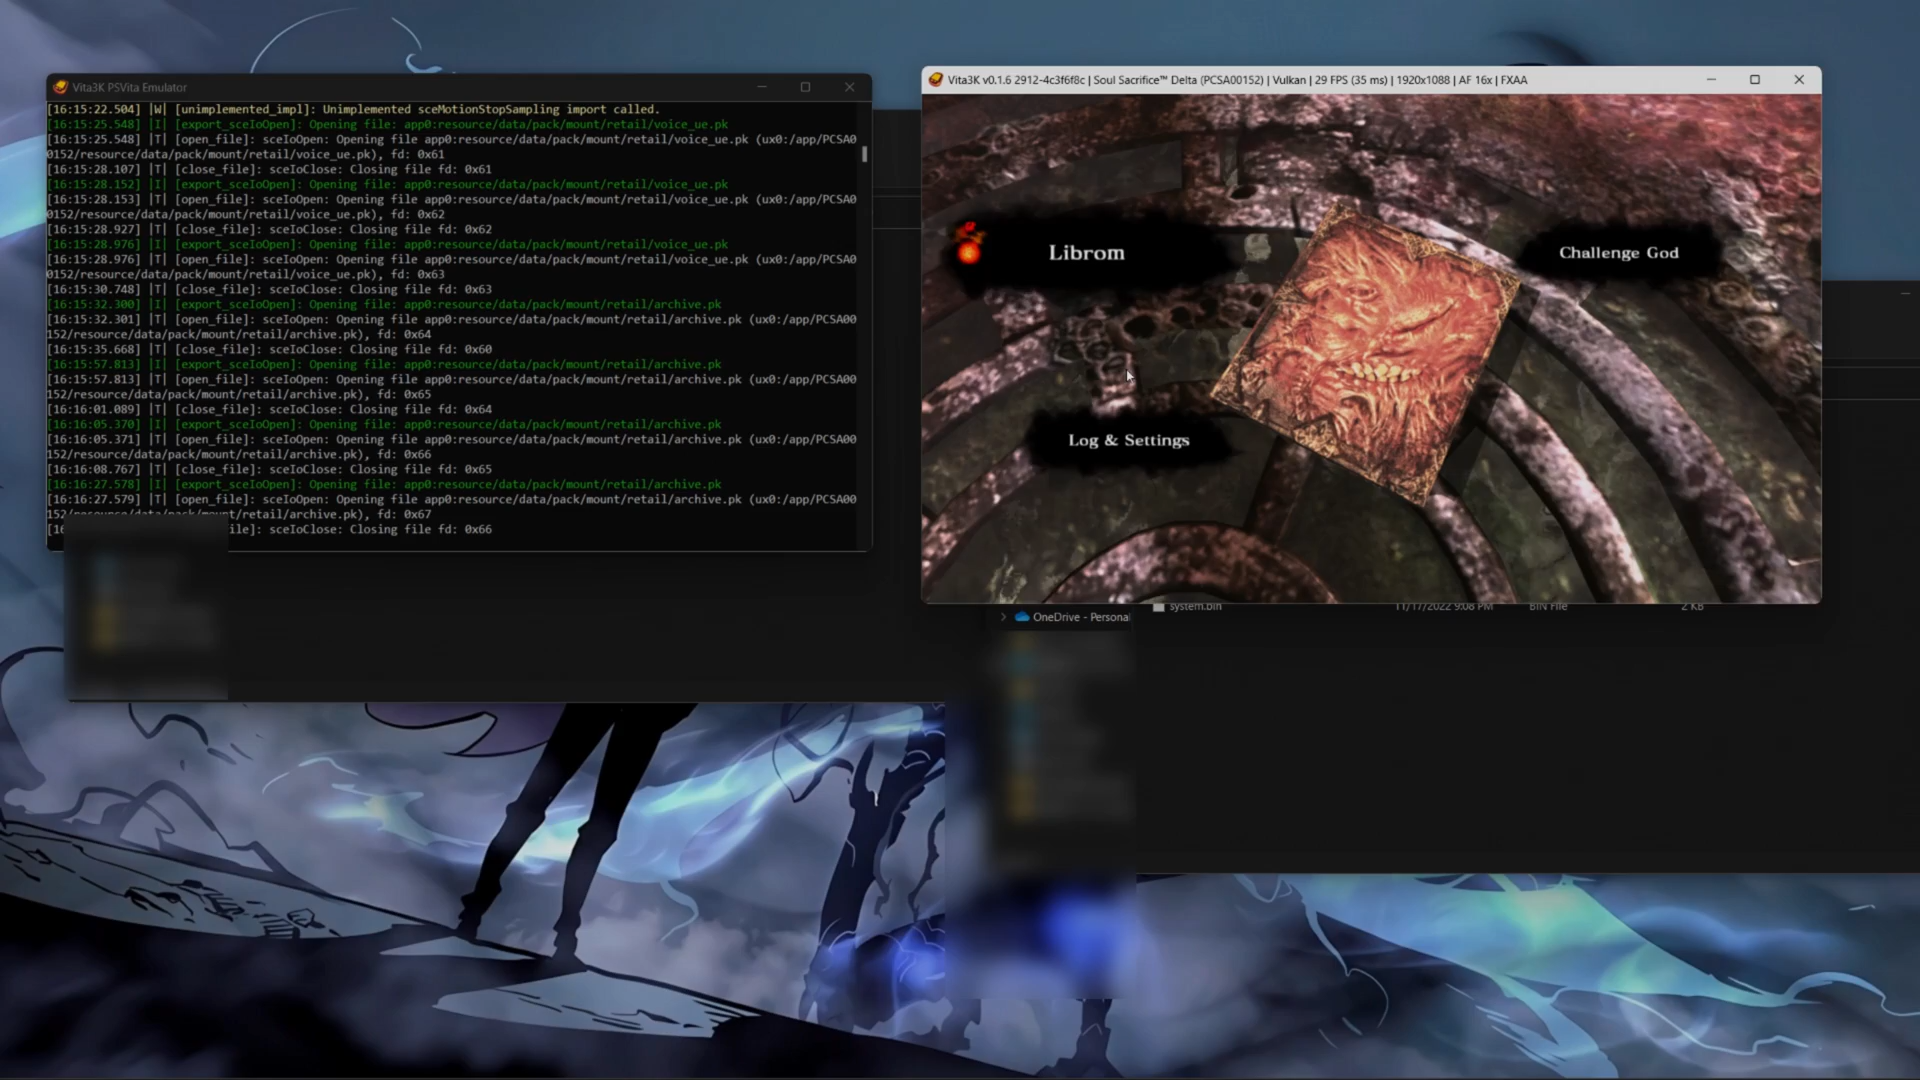 Vita3K PSVita Emulator
[16:15:22.504] |W| [unimplemented_impl]: Unimplemented sceMotionStopSampling import called.
[16:15:25.548] |I| [export_sceIoOpen]: Opening file: app0:resource/data/pack/mount/retail/voice_ue.pk
[16:15:25.548] |T| [open_file]: sceIoOpen: Opening file app0:resource/data/pack/mount/retail/voice_ue.pk (ux0:/app/PCSA0
0152/resource/data/pack/mount/retail/voice_ue.pk), fd: 0x61
[16:15:28.107] |T| [close_file]: sceIoClose: Closing file fd: 0x61
[16:15:28.152] |I| [export_sceIoOpen]: Opening file: app0:resource/data/pack/mount/retail/voice_ue.pk
[16:15:28.153] |T| [open_file]: sceIoOpen: Opening file app0:resource/data/pack/mount/retail/voice_ue.pk (ux0:/app/PCSA0
0152/resource/data/pack/mount/retail/voice_ue.pk), fd: 0x62
[16:15:28.927] |T| [close_file]: sceIoClose: Closing file fd: 0x62
[16:15:28.976] |I| [export_sceIoOpen]: Opening file: app0:resource/data/pack/mount/retail/voice_ue.pk
[16:15:28.976] |T| [open_file]: sceIoOpen: Opening file app0:resource/data/pack/mount/retail/voice_ue.pk (ux0:/app/PCSA0
0152/resource/data/pack/mount/retail/voice_ue.pk), fd: 0x63
[16:15:30.748] |T| [close_file]: sceIoClose: Closing file fd: 0x63
[16:15:32.300] |I| [export_sceIoOpen]: Opening file: app0:resource/data/pack/mount/retail/archive.pk
[16:15:32.301] |T| [open_file]: sceIoOpen: Opening file app0:resource/data/pack/mount/retail/archive.pk (ux0:/app/PCSA00
152/resource/data/pack/mount/retail/archive.pk), fd: 0x64
[16:15:35.668] |T| [close_file]: sceIoClose: Closing file fd: 0x60
[16:15:57.813] |I| [export_sceIoOpen]: Opening file: app0:resource/data/pack/mount/retail/archive.pk
[16:15:57.813] |T| [open_file]: sceIoOpen: Opening file app0:resource/data/pack/mount/retail/archive.pk (ux0:/app/PCSA00
152/resource/data/pack/mount/retail/archive.pk), fd: 0x65
[16:16:01.089] |T| [close_file]: sceIoClose: Closing file fd: 0x64
[16:16:05.370] |I| [export_sceIoOpen]: Opening file: app0:resource/data/pack/mount/retail/archive.pk
[16:16:05.371] |T| [open_file]: sceIoOpen: Opening file app0:resource/data/pack/mount/retail/archive.pk (ux0:/app/PCSA00
152/resource/data/pack/mount/retail/archive.pk), fd: 0x66
[16:16:08.767] |T| [close_file]: sceIoClose: Closing file fd: 0x65
[16:16:27.578] |I| [export_sceIoOpen]: Opening file: app0:resource/data/pack/mount/retail/archive.pk
[16:16:27.579] |T| [open_file]: sceIoOpen: Opening file app0:resource/data/pack/mount/retail/archive.pk (ux0:/app/PCSA00
152/resource/data/pack/mount/retail/archive.pk), fd: 0x67
[16 ile]: sceIoClose: Closing file fd: 0x66
Vita3K v0.1.6 2912-4c3f6f8c | Soul Sacrifice™ Delta (PCSA00152) | Vulkan | 29 FPS (35 ms) | 1920x1088 | AF 16x | FXAA
Librom
Challenge God
Log & Settings
system.bin 11/17/2022 9:08 PM BIN File 2 KB
OneDrive - Personal